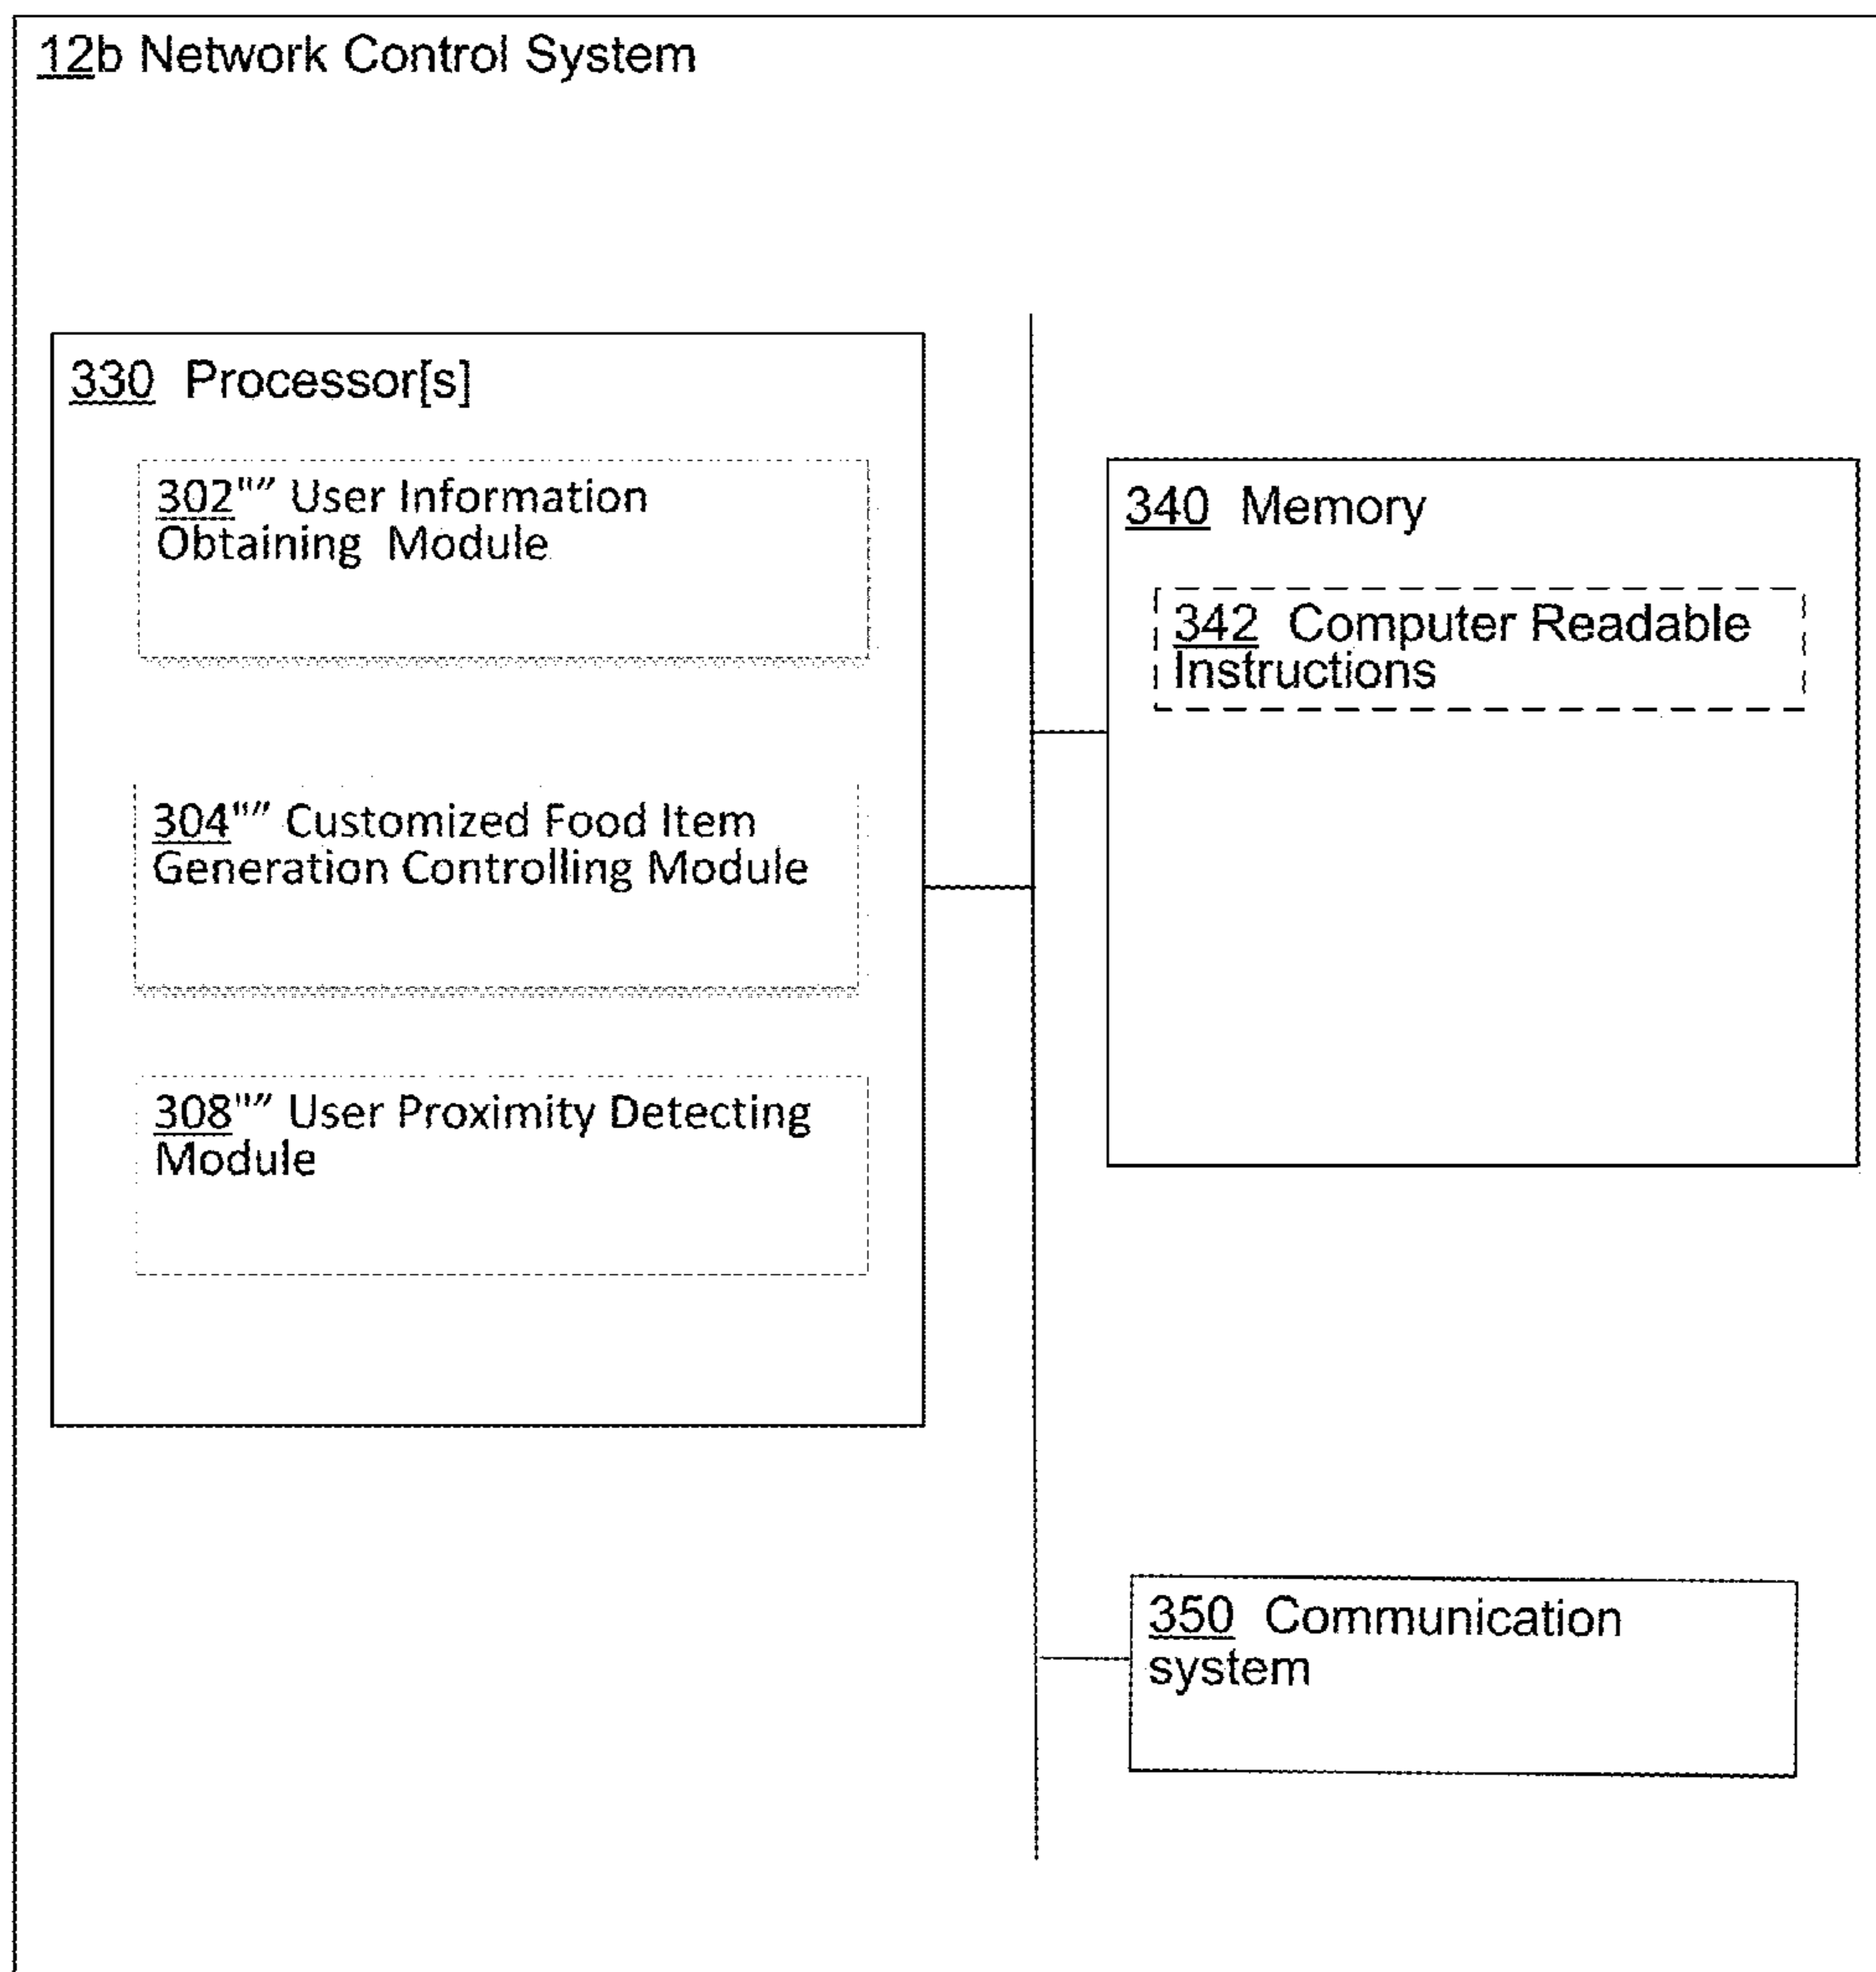 12b Network Control System
330 Processor[s]
302"” User Information
Obtaining Module
304"” Customized Food Item
Generation Controlling Module
308"” User Proximity Detecting
Module
340 Memory
342 Computer Readable
Instructions
350 Communication
system